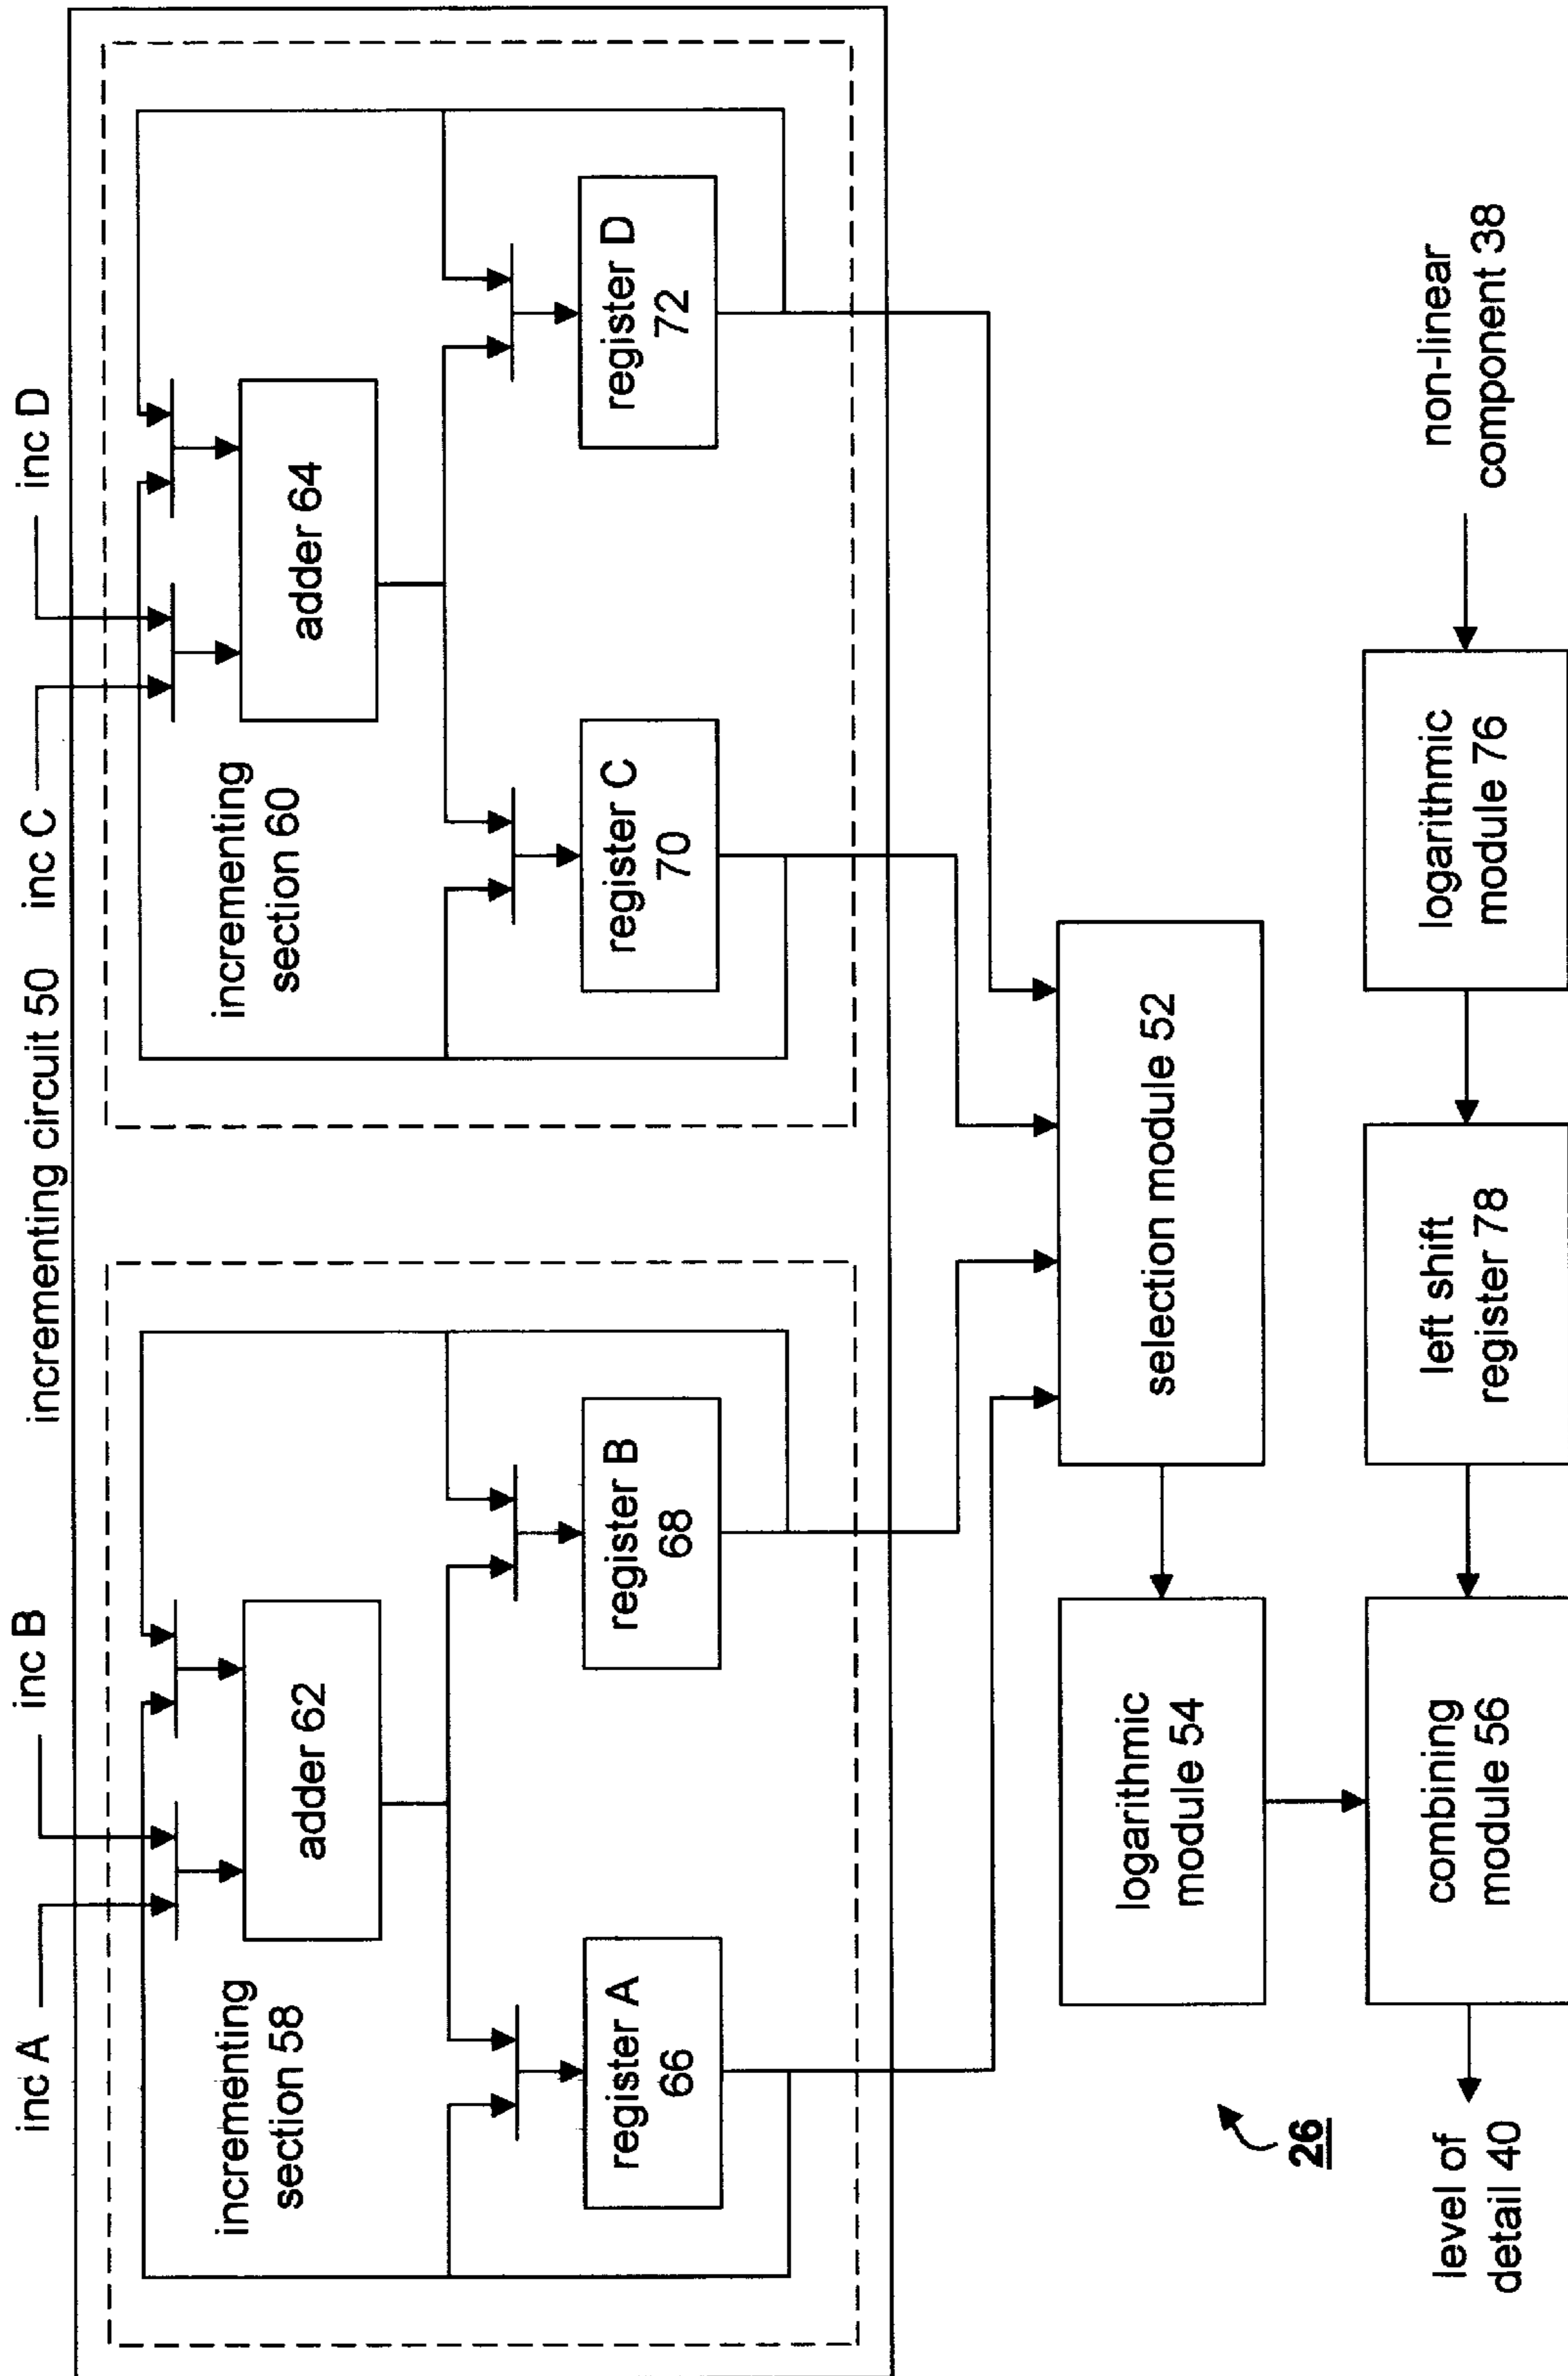 incrementing circuit 50
inc A
inc B
inc C
inc D
incrementing
section 58
adder 62
register A
66
register B
68
incrementing
section 60
adder 64
register C
70
register D
72
selection module 52
logarithmic
module 54
combining
module 56
left shift
register 78
logarithmic
module 76
non-linear
component 38
level of
detail 40
26